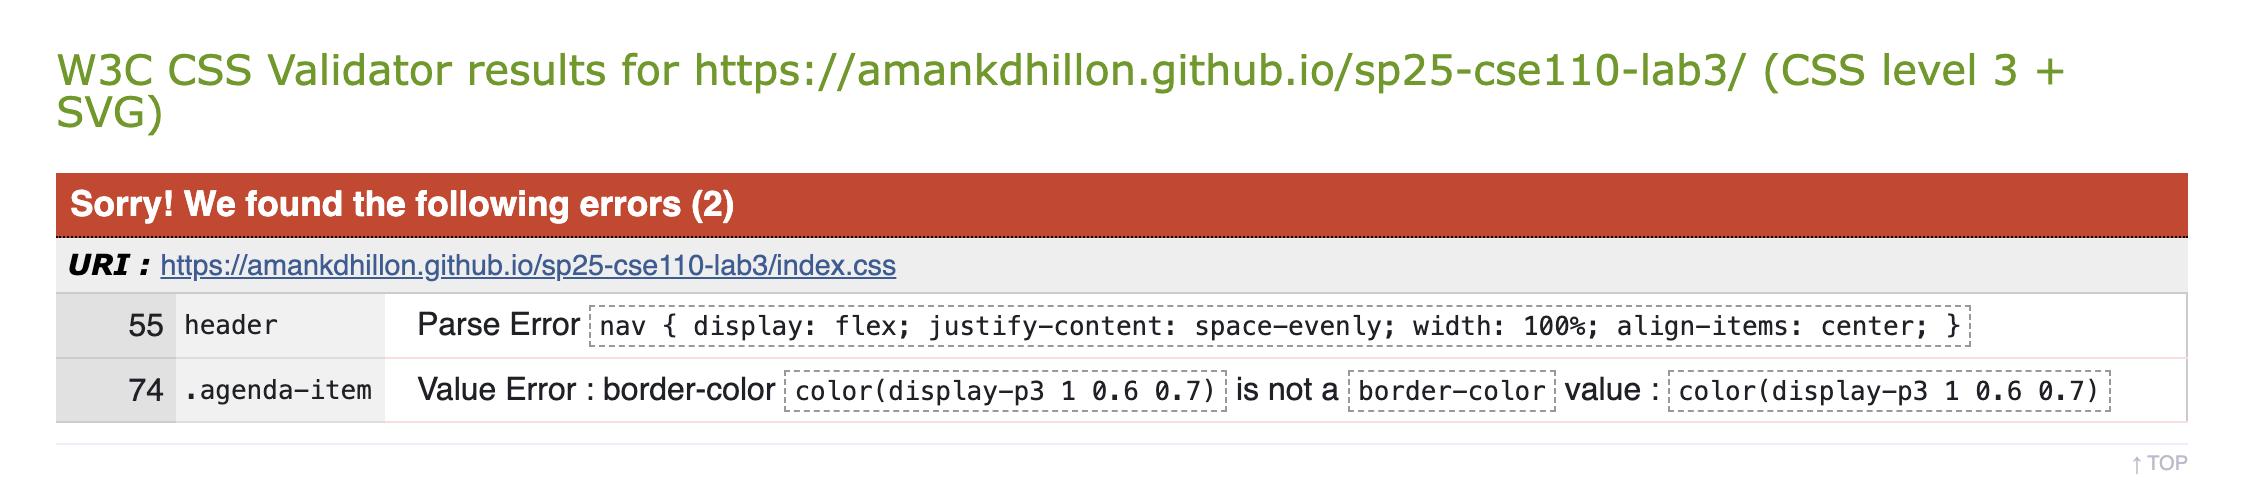 W3C CSS Validator results for https://amankdhillon.github.io/sp25-cse110-lab3/ (CSS level 3 +
SVG)
Sorry! We found the following errors (2)
URI : https://amankdhillon.github.io/sp25-cse110-lab3/index.css
55 header Parse Error nav { display: flex; justify-content: space-evenly; width: 100%; align-items: center; }
74 .agenda-item Value Error : border-color color(display-p3 1 0.6 0.7) is not a border-color value : color(display-p3 1 0.6 0.7)
↑ TOP